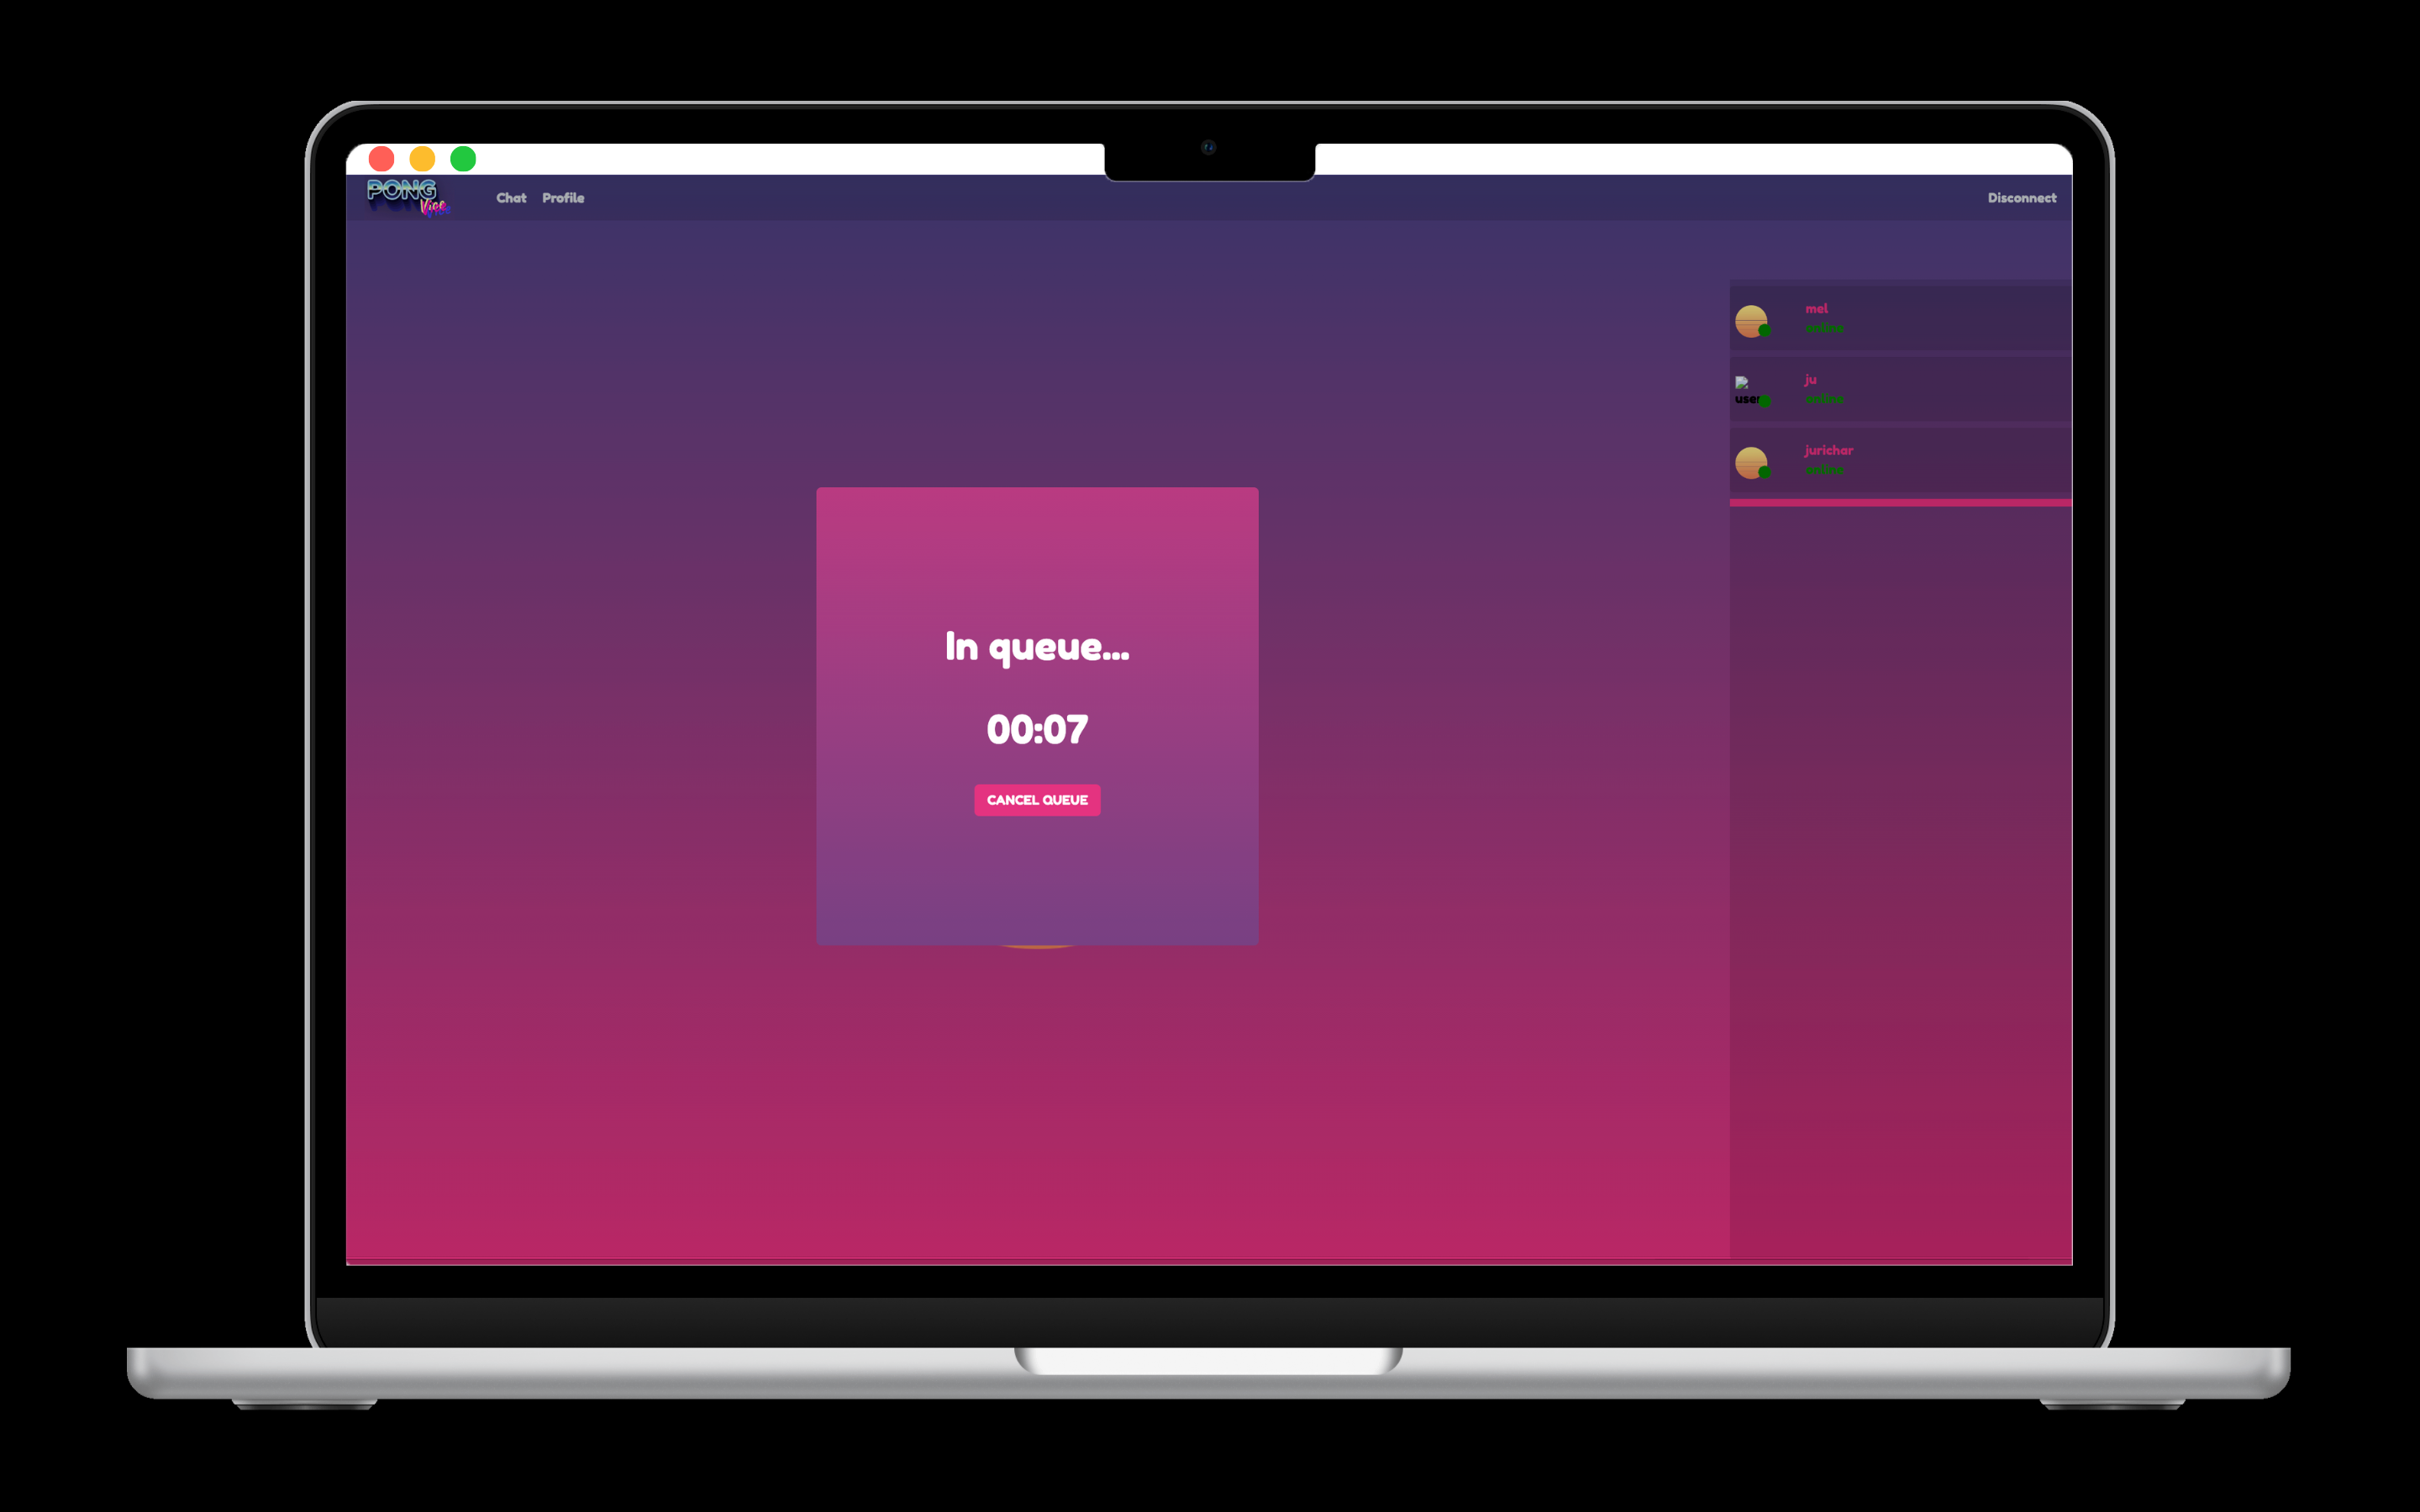 PONG
Vice
Chat Profile Disconnect
mel
online
ju
user
online
jurichar
online
In queue...
00:07
CANCEL QUEUE